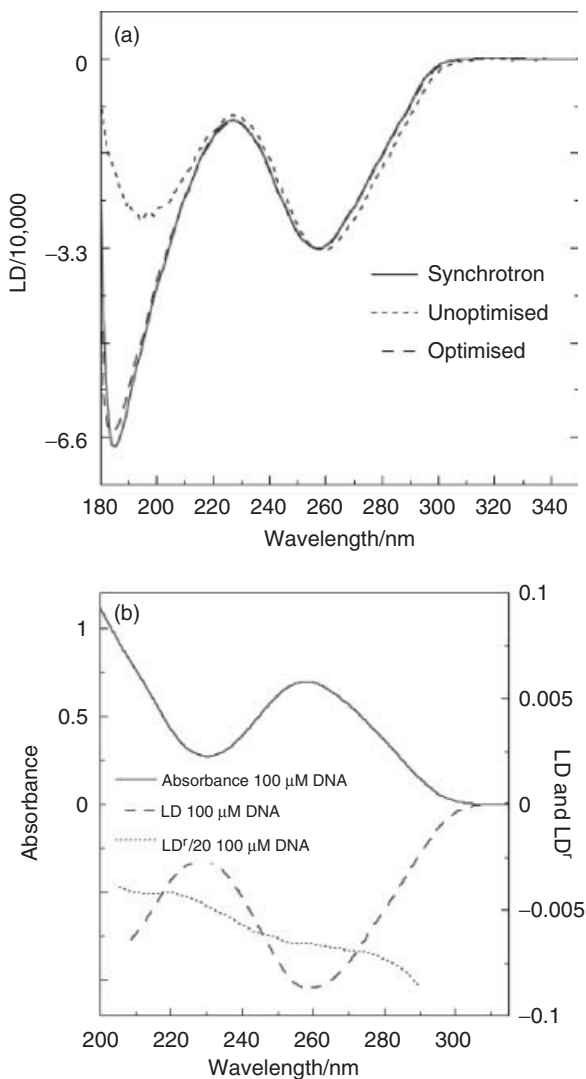 (a)
0
−3.3
−6.6
LD/10,000
Synchrotron
Unoptimised
Optimised
180 200 220 240 260 280 300 320 340
Wavelength/nm
(b)
1
0.5
0
Absorbance
Absorbance 100 μM DNA
LD 100 μM DNA
LDʳ/20 100 μM DNA
0.1
0.005
0
−0.005
−0.1
LD and LDʳ
200 220 240 260 280 300
Wavelength/nm